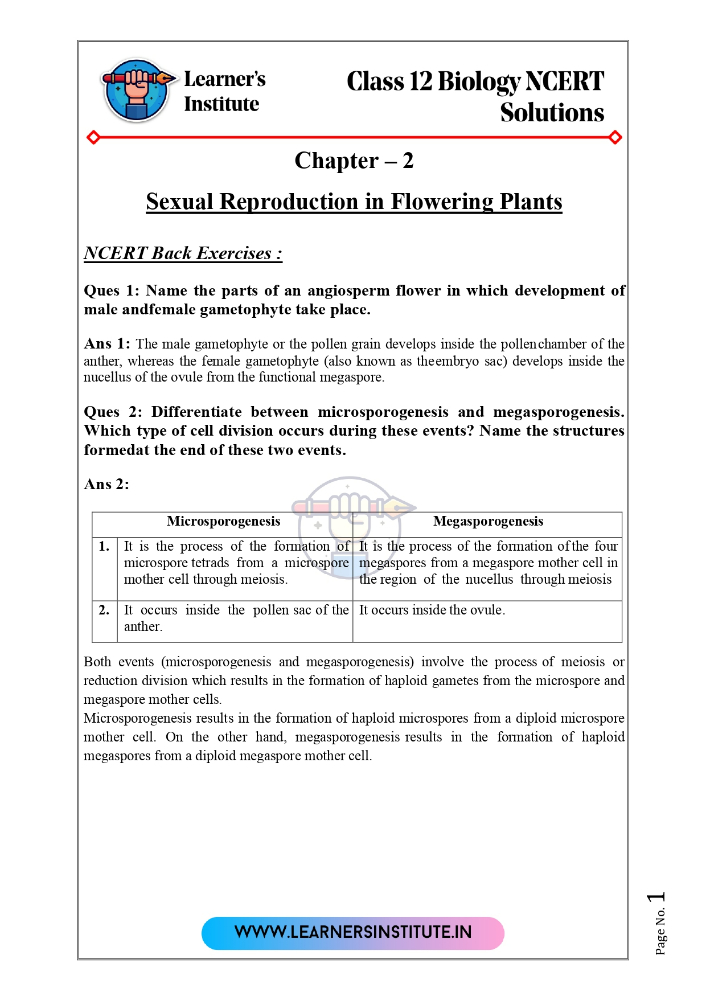 Learner's
Institute
Class 12 Biology NCERT
Solutions
Chapter – 2
Sexual Reproduction in Flowering Plants
NCERT Back Exercises :
Ques 1: Name the parts of an angiosperm flower in which development of
male andfemale gametophyte take place.
Ans 1: The male gametophyte or the pollen grain develops inside the pollenchamber of the
anther, whereas the female gametophyte (also known as theembryo sac) develops inside the
nucellus of the ovule from the functional megaspore.
Ques 2: Differentiate between microsporogenesis and megasporogenesis.
Which type of cell division occurs during these events? Name the structures
formedat the end of these two events.
Ans 2:
Microsporogenesis Megasporogenesis
1. It is the process of the formation of It is the process of the formation of the four
microspore tetrads from a microspore megaspores from a megaspore mother cell in
mother cell through meiosis. the region of the nucellus through meiosis
2. It occurs inside the pollen sac of the It occurs inside the ovule.
anther.
Both events (microsporogenesis and megasporogenesis) involve the process of meiosis or
reduction division which results in the formation of haploid gametes from the microspore and
megaspore mother cells.
Microsporogenesis results in the formation of haploid microspores from a diploid microspore
mother cell. On the other hand, megasporogenesis results in the formation of haploid
megaspores from a diploid megaspore mother cell.
WWW.LEARNERSINSTITUTE.IN
Page No. 1